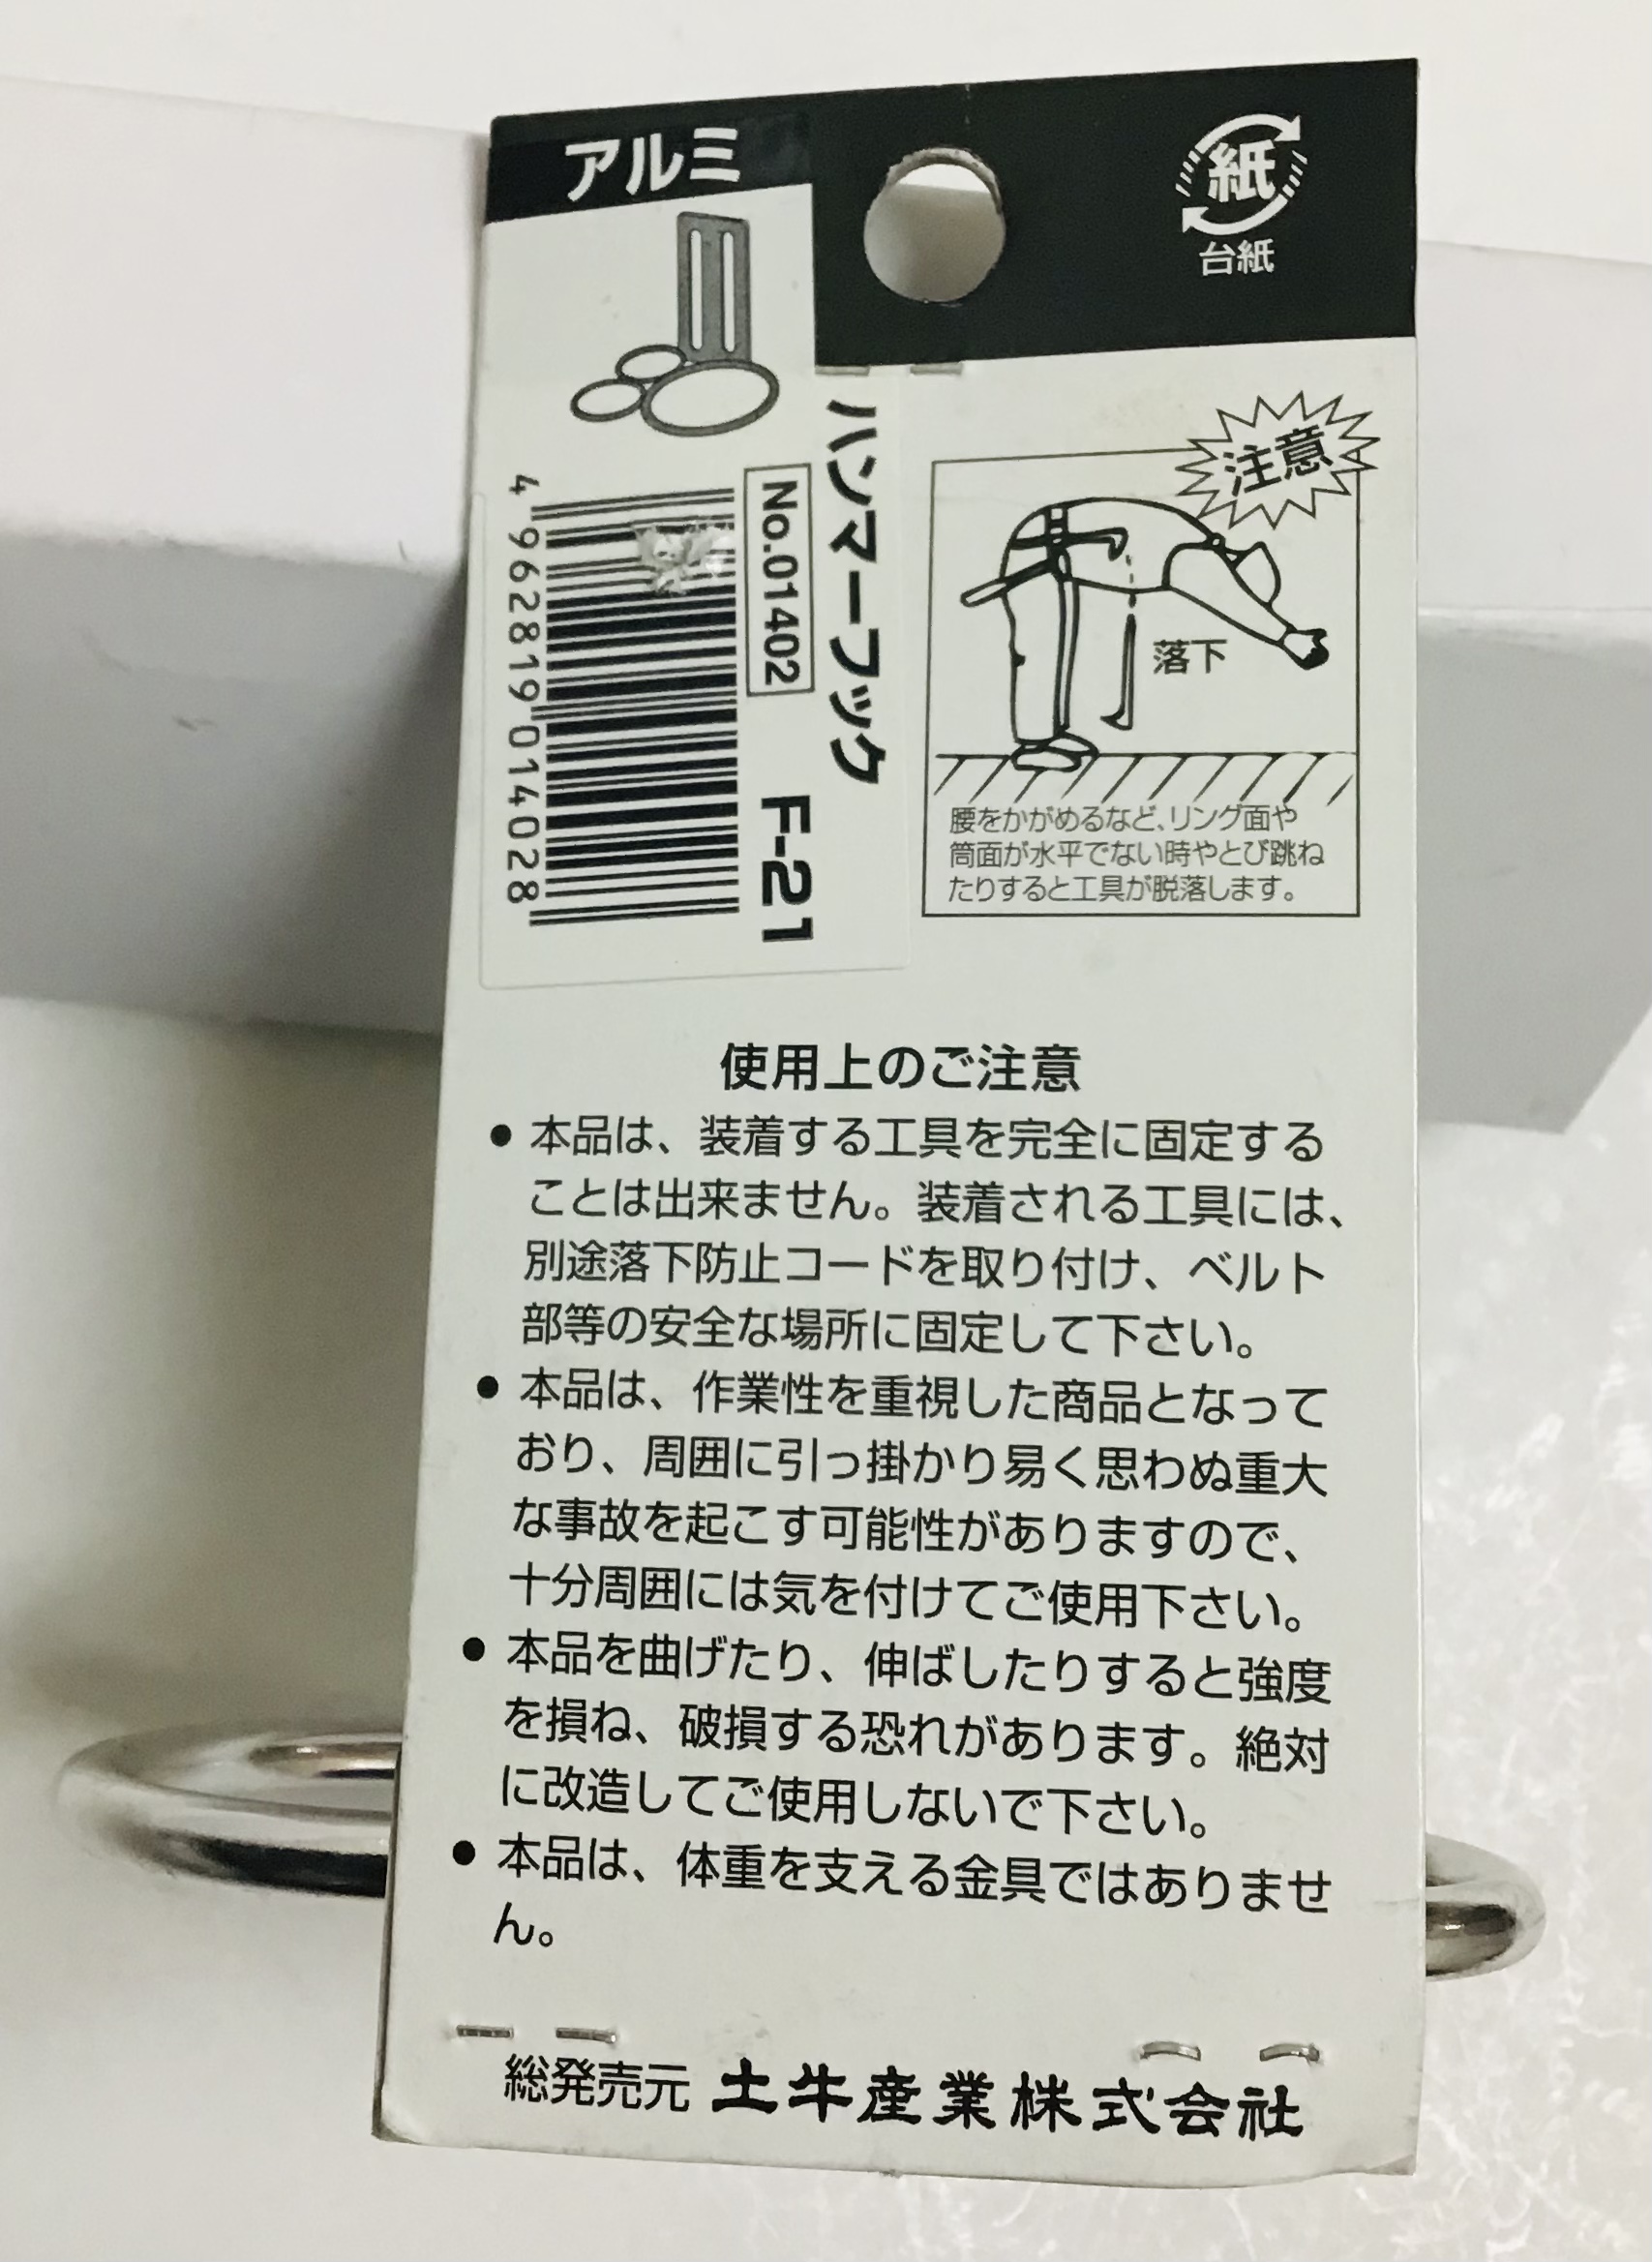 アルミ
紙
台紙
ハンマーフック
No.01402
F-21
4 962819 014028
注意
落下
腰をかがめるなど、リング面や
筒面が水平でない時やとび跳ね
たりすると工具が脱落します。
使用上のご注意
● 本品は、装着する工具を完全に固定する
ことは出来ません。装着される工具には、
別途落下防止コードを取り付け、ベルト
部等の安全な場所に固定して下さい。
● 本品は、作業性を重視した商品となって
おり、周囲に引っ掛かり易く思わぬ重大
な事故を起こす可能性がありますので、
十分周囲には気を付けてご使用下さい。
● 本品を曲げたり、伸ばしたりすると強度
を損ね、破損する恐れがあります。絶対
に改造してご使用しないで下さい。
● 本品は、体重を支える金具ではありませ
ん。
総発売元 土牛産業株式会社